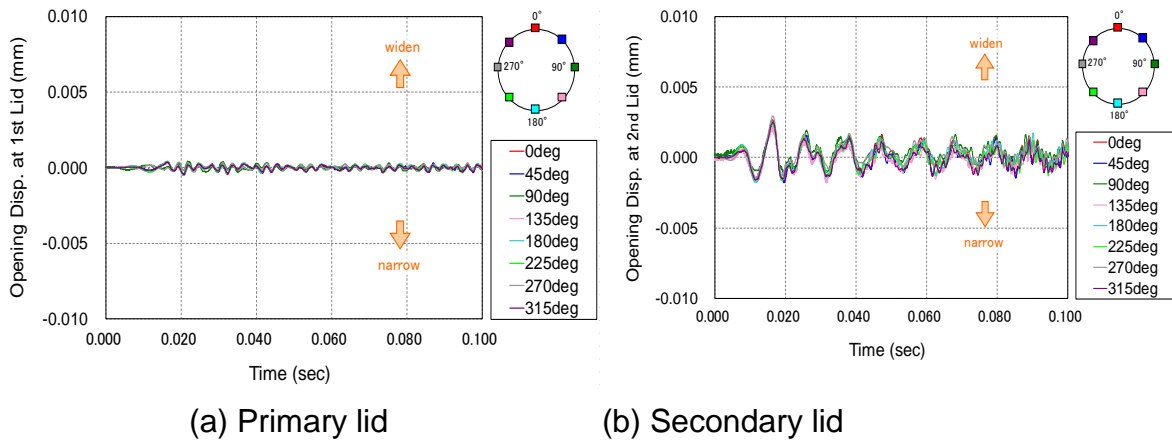 Opening Disp. at 1st Lid (mm)
0.010
0.005
0.000
-0.005
-0.010
widen
narrow
0.000 0.020 0.040 0.060 0.080 0.100
Time (sec)
0°
90°
180°
270°
0deg
45deg
90deg
135deg
180deg
225deg
270deg
315deg
(a) Primary lid
Opening Disp. at 2nd Lid (mm)
0.010
0.005
0.000
-0.005
-0.010
widen
narrow
0.000 0.020 0.040 0.060 0.080 0.100
Time (sec)
0°
90°
180°
270°
0deg
45deg
90deg
135deg
180deg
225deg
270deg
315deg
(b) Secondary lid